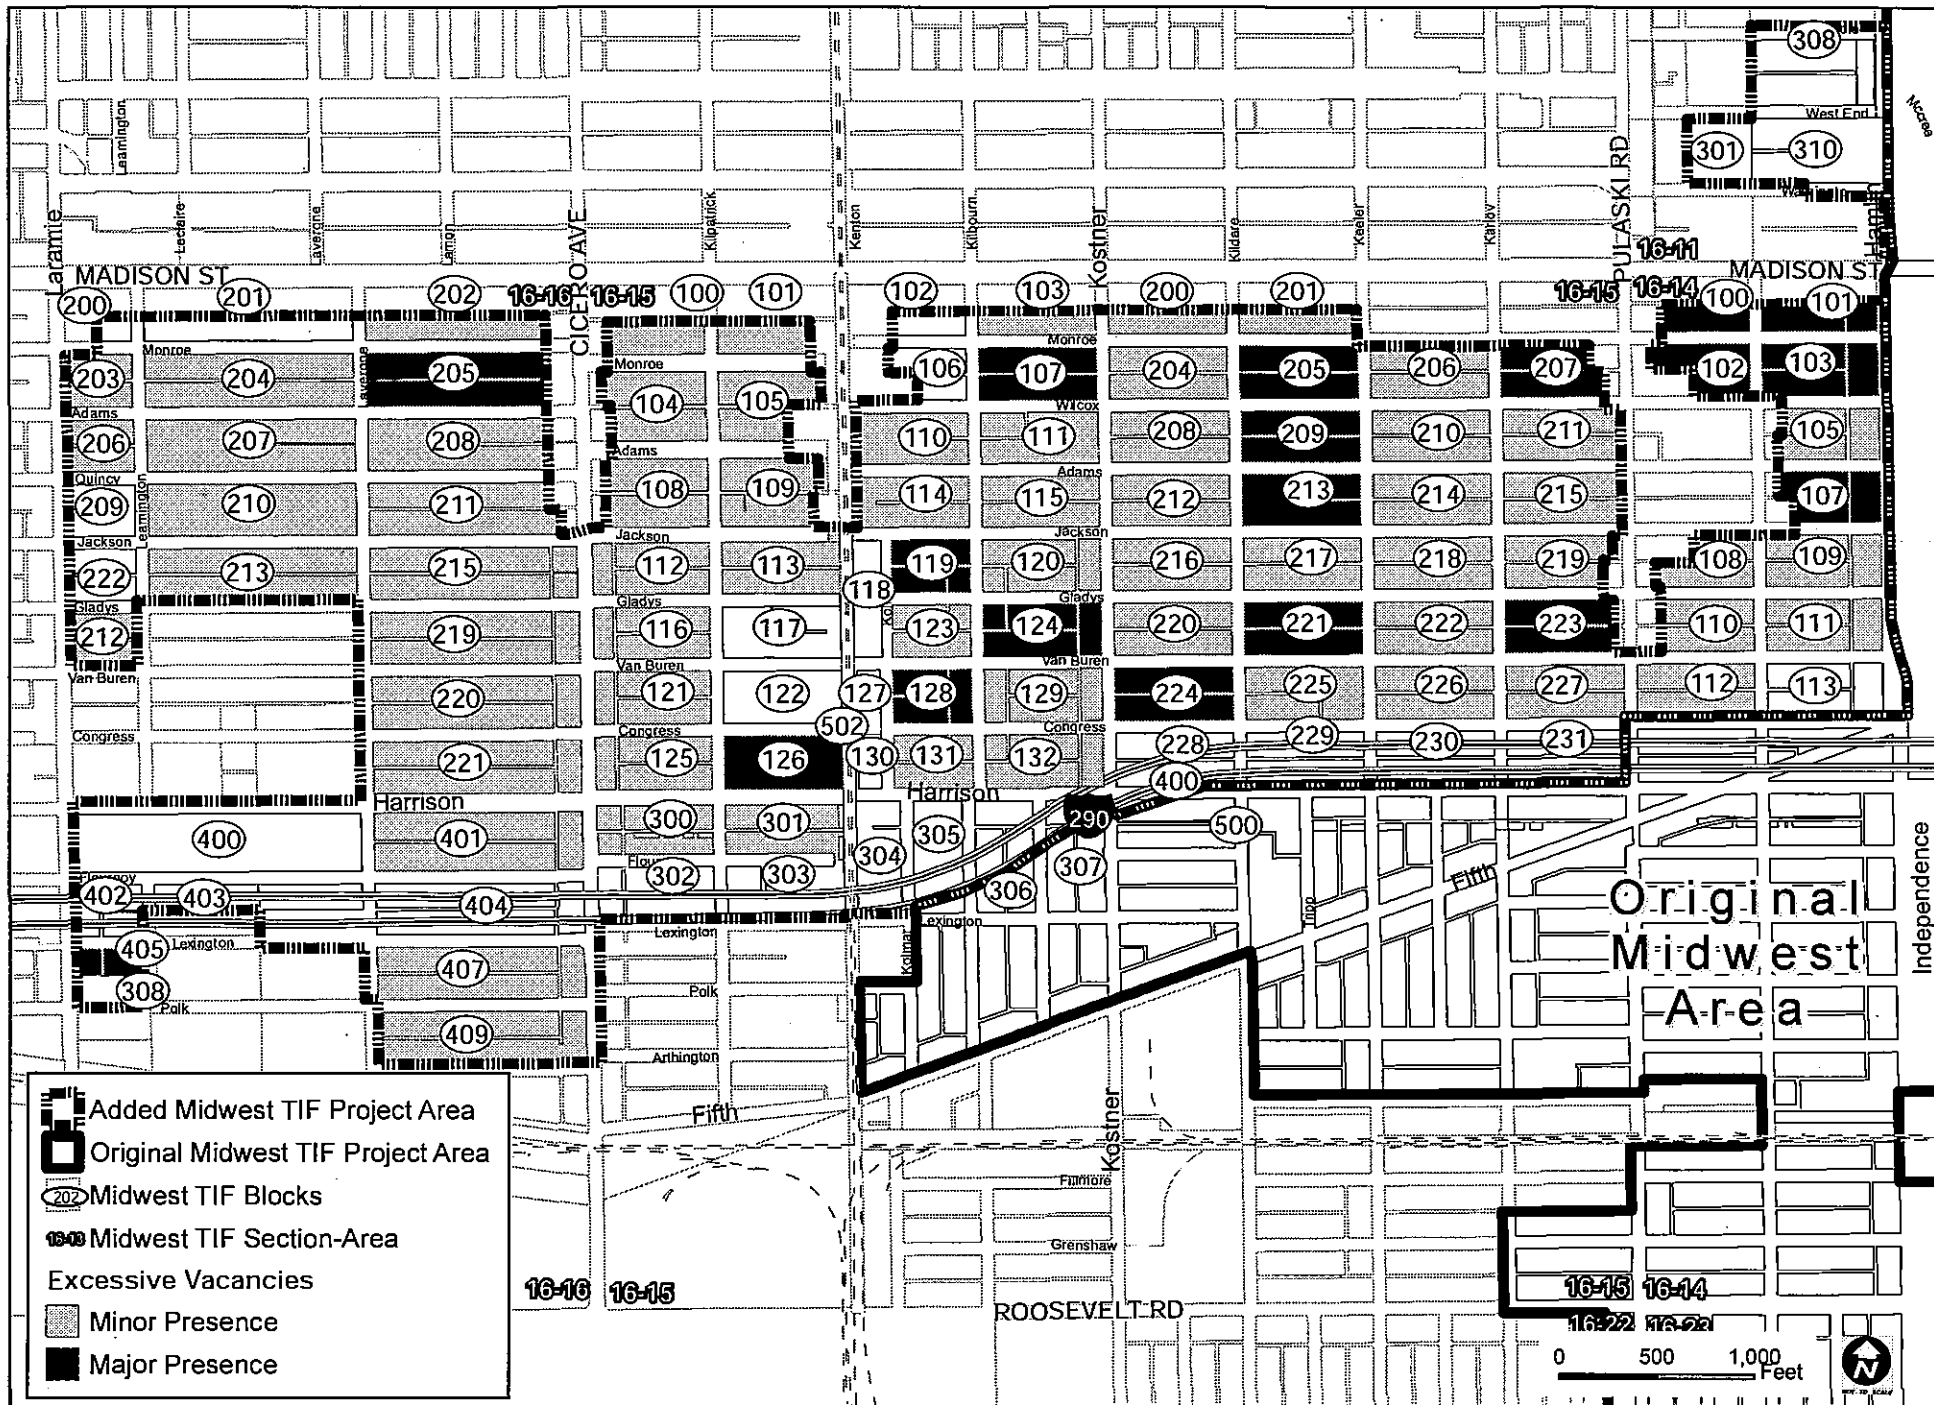 308
West End
Mccrea
301
310
Leamington
Laramie
Leclaire
Lavergne
Lamon
CICERO AVE
Kilpatrick
Kenton
Kilbourn
Kostner
Kildare
Keeler
Karlov
PULASKI RD
Hamlin
16-11
MADISON ST
MADISON ST
200
201
202
16-16
16-15
100
101
102
103
200
201
16-15
16-14
100
101
Monroe
Monroe
Monroe
203
204
205
104
105
106
107
204
205
206
207
102
103
Adams
Wilcox
206
207
208
Adams
110
111
208
209
210
211
105
Quincy
Adams
209
210
211
108
109
114
115
212
213
214
215
107
Leamington
Jackson
Jackson
Jackson
222
213
215
112
113
118
119
120
216
217
218
219
108
109
Gladys
Gladys
Gladys
212
219
116
117
123
124
220
221
222
223
110
111
Van Buren
Van Buren
Van Buren
220
121
122
127
128
129
224
225
226
227
112
113
Congress
Congress
Congress
502
221
125
126
130
131
132
228
229
230
231
Harrison
Harrison
400
400
401
300
301
304
305
290
500
307
302
303
306
402
403
404
Fifth
Lexington
Lexington
Lexington
405
407
308
Polk
Polk
Kolmar
Tripp
Independence
Original
Midwest
Area
409
Arthington
Fifth
Kostner
Fillmore
Grenshaw
16-16
16-15
ROOSEVELT RD
16-15
16-14
16-22
16-23
Added Midwest TIF Project Area
Original Midwest TIF Project Area
202
Midwest TIF Blocks
Midwest TIF Section-Area
Excessive Vacancies
Minor Presence
Major Presence
0
500
1,000
Feet
N